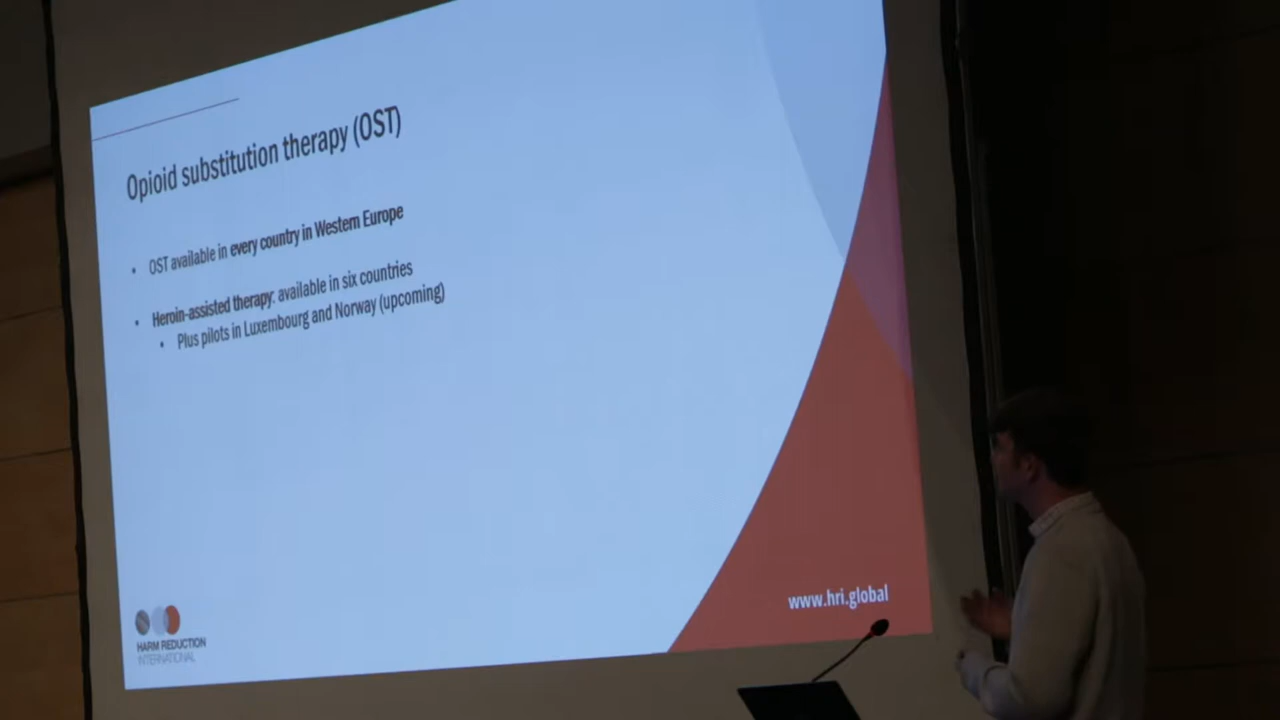 Opioid substitution therapy (OST)
• OST available in every country in Western Europe
• Heroin-assisted therapy: available in six countries
• Plus pilots in Luxembourg and Norway (upcoming)
www.hri.global
HARM REDUCTION
INTERNATIONAL